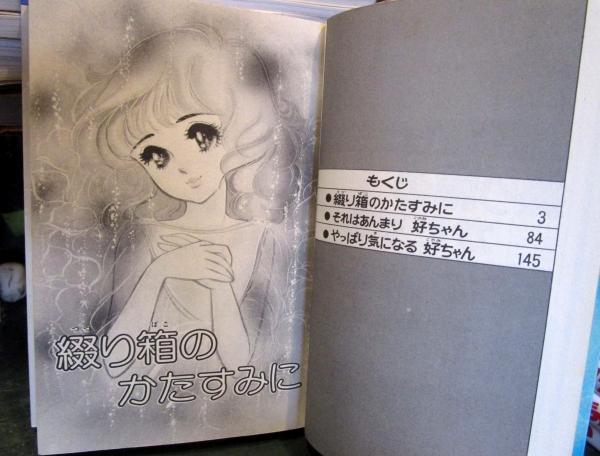 綴り箱の
かたすみに
もくじ
●綴り箱のかたすみに 3
●それはあんまり 好ちゃん 84
●やっぱり気になる 好ちゃん 145